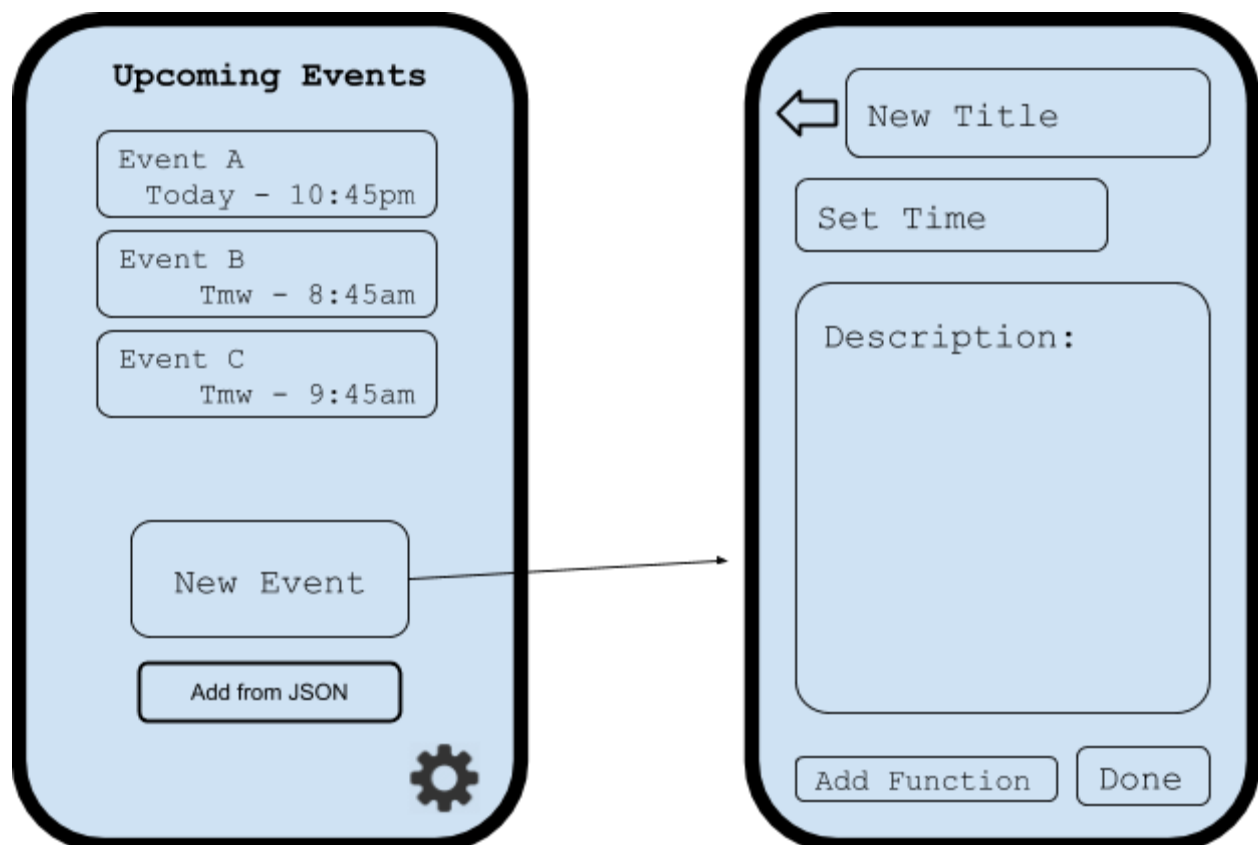 Upcoming Events
Event A
Today - 10:45pm
Event B
Tmw - 8:45am
Event C
Tmw - 9:45am
New Event
Add from JSON
New Title
Set Time
Description:
Add Function
Done